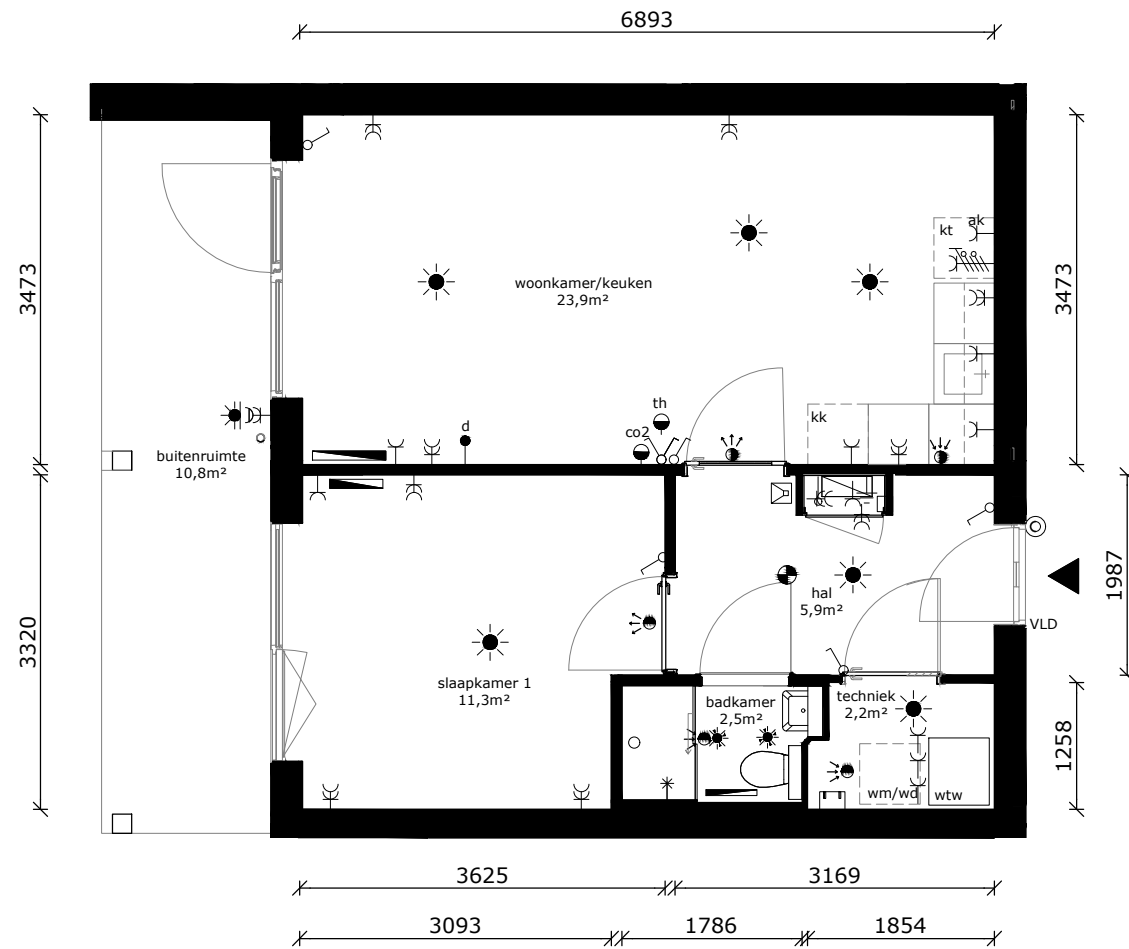 6893
3473
3473
ak
kt
woonkamer/keuken
23,9m²
th
co2
d
kk
buitenruimte
10,8m²
hal
5,9m²
VLD
1987
3320
slaapkamer 1
11,3m²
badkamer
2,5m²
techniek
2,2m²
wm/wd
wtw
1258
3625
3169
3093
1786
1854